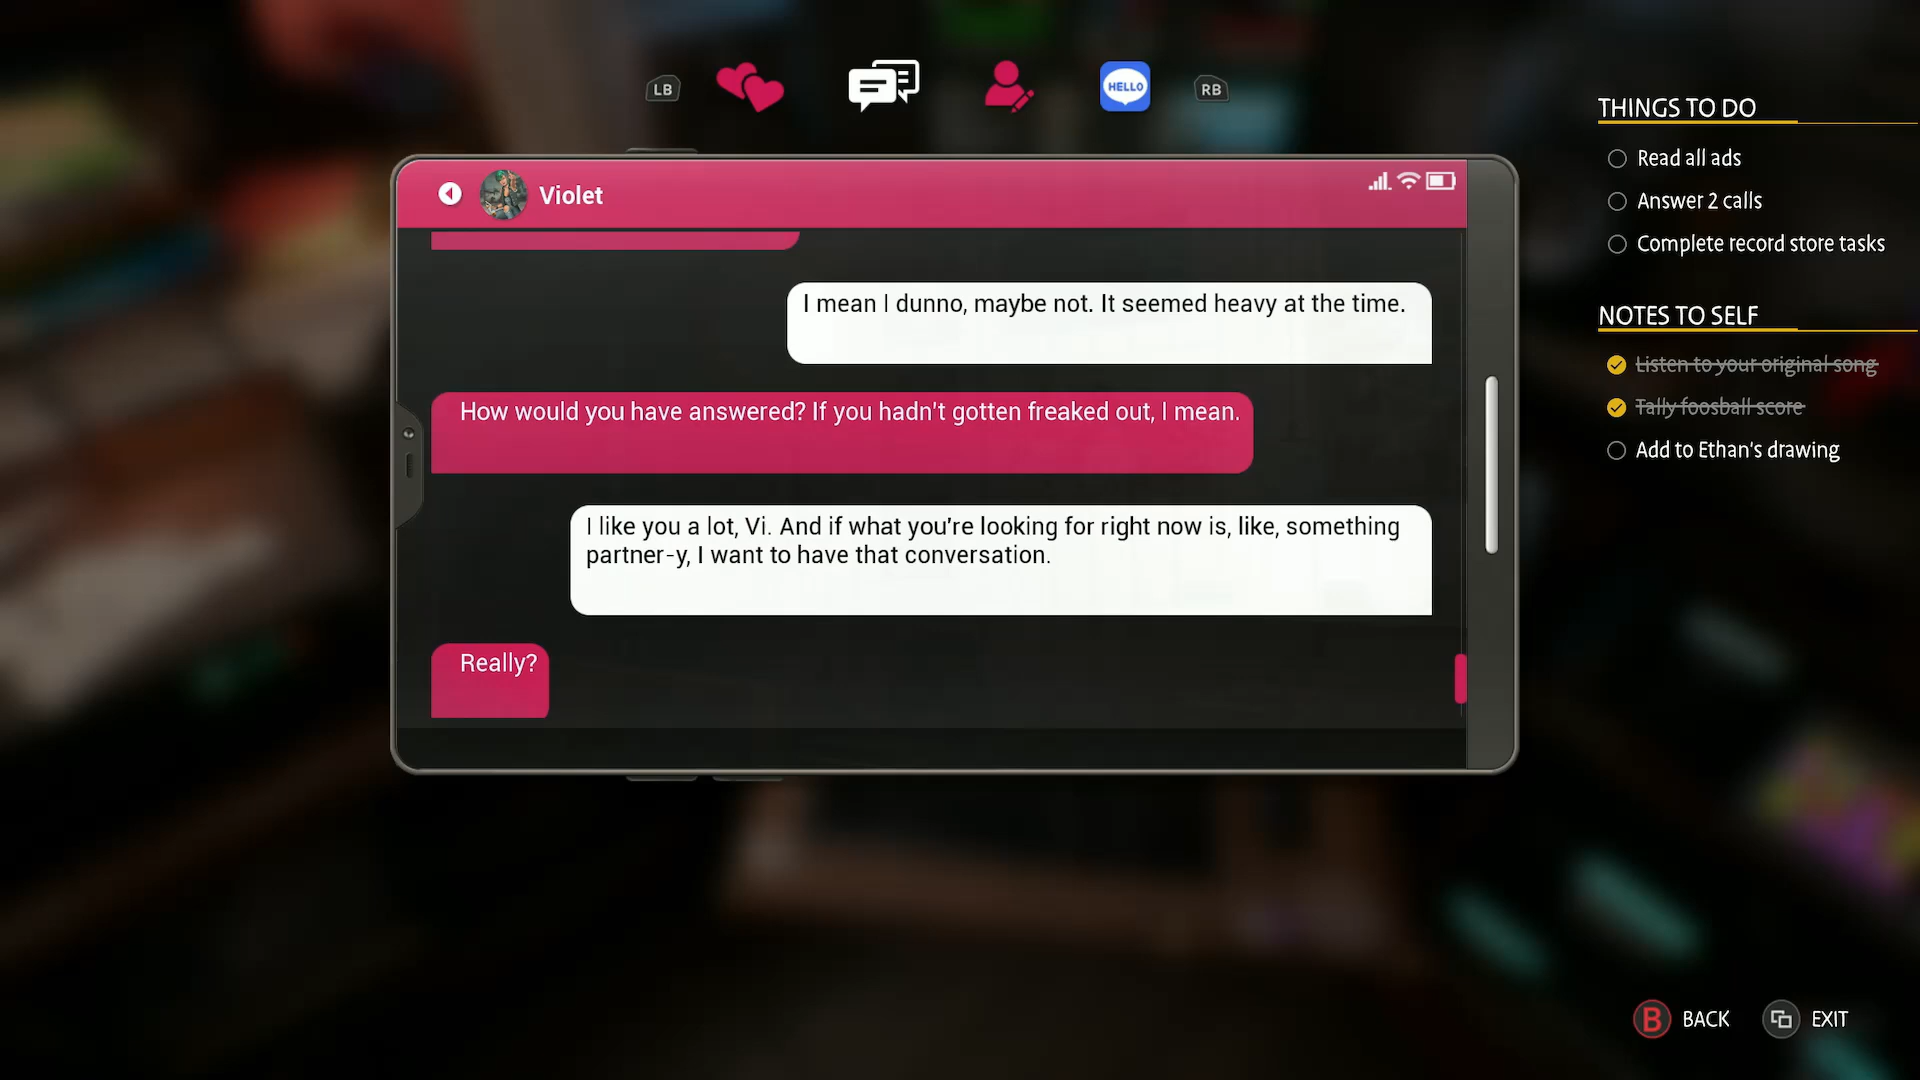 LB
HELLO
RB
Violet
I mean I dunno, maybe not. It seemed heavy at the time.
How would you have answered? If you hadn't gotten freaked out, I mean.
I like you a lot, Vi. And if what you're looking for right now is, like, something
partner-y, I want to have that conversation.
Really?
THINGS TO DO
Read all ads
Answer 2 calls
Complete record store tasks
NOTES TO SELF
Listen to your original song
Tally foosball score
Add to Ethan's drawing
B BACK
EXIT